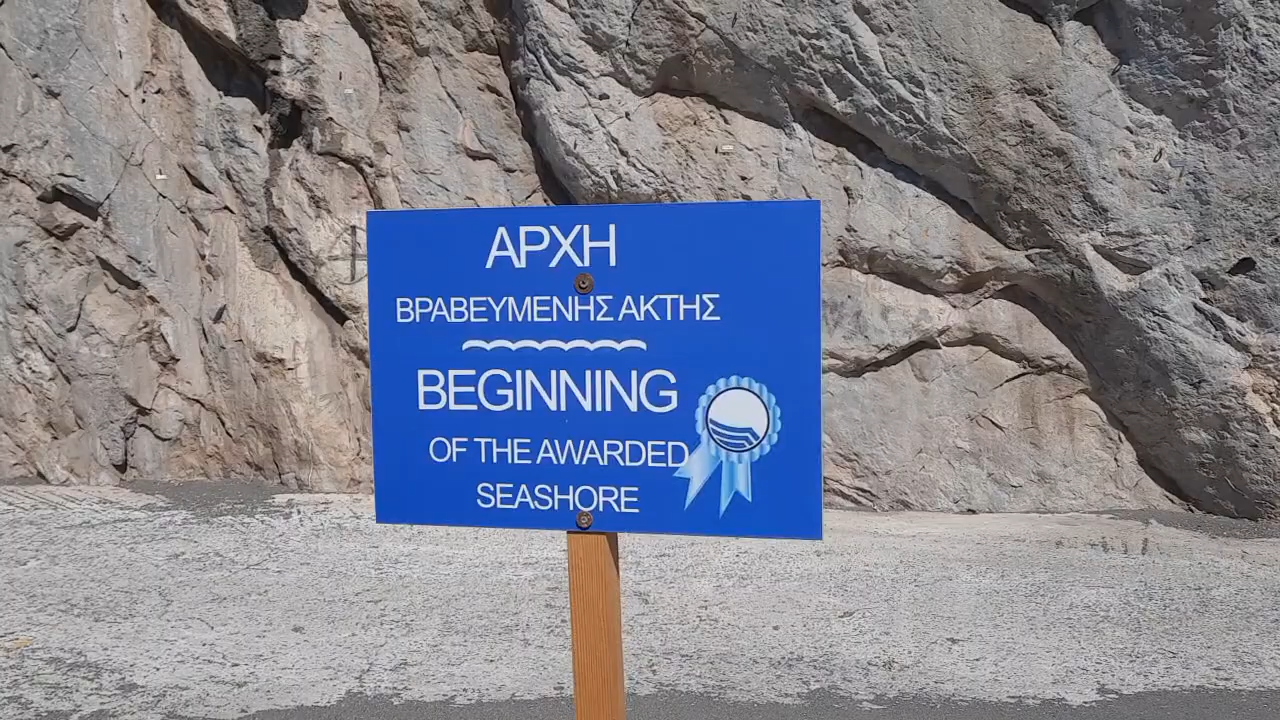 ΑΡΧΗ
ΒΡΑΒΕΥΜΕΝΗΣ ΑΚΤΗΣ
BEGINNING
OF THE AWARDED
SEASHORE